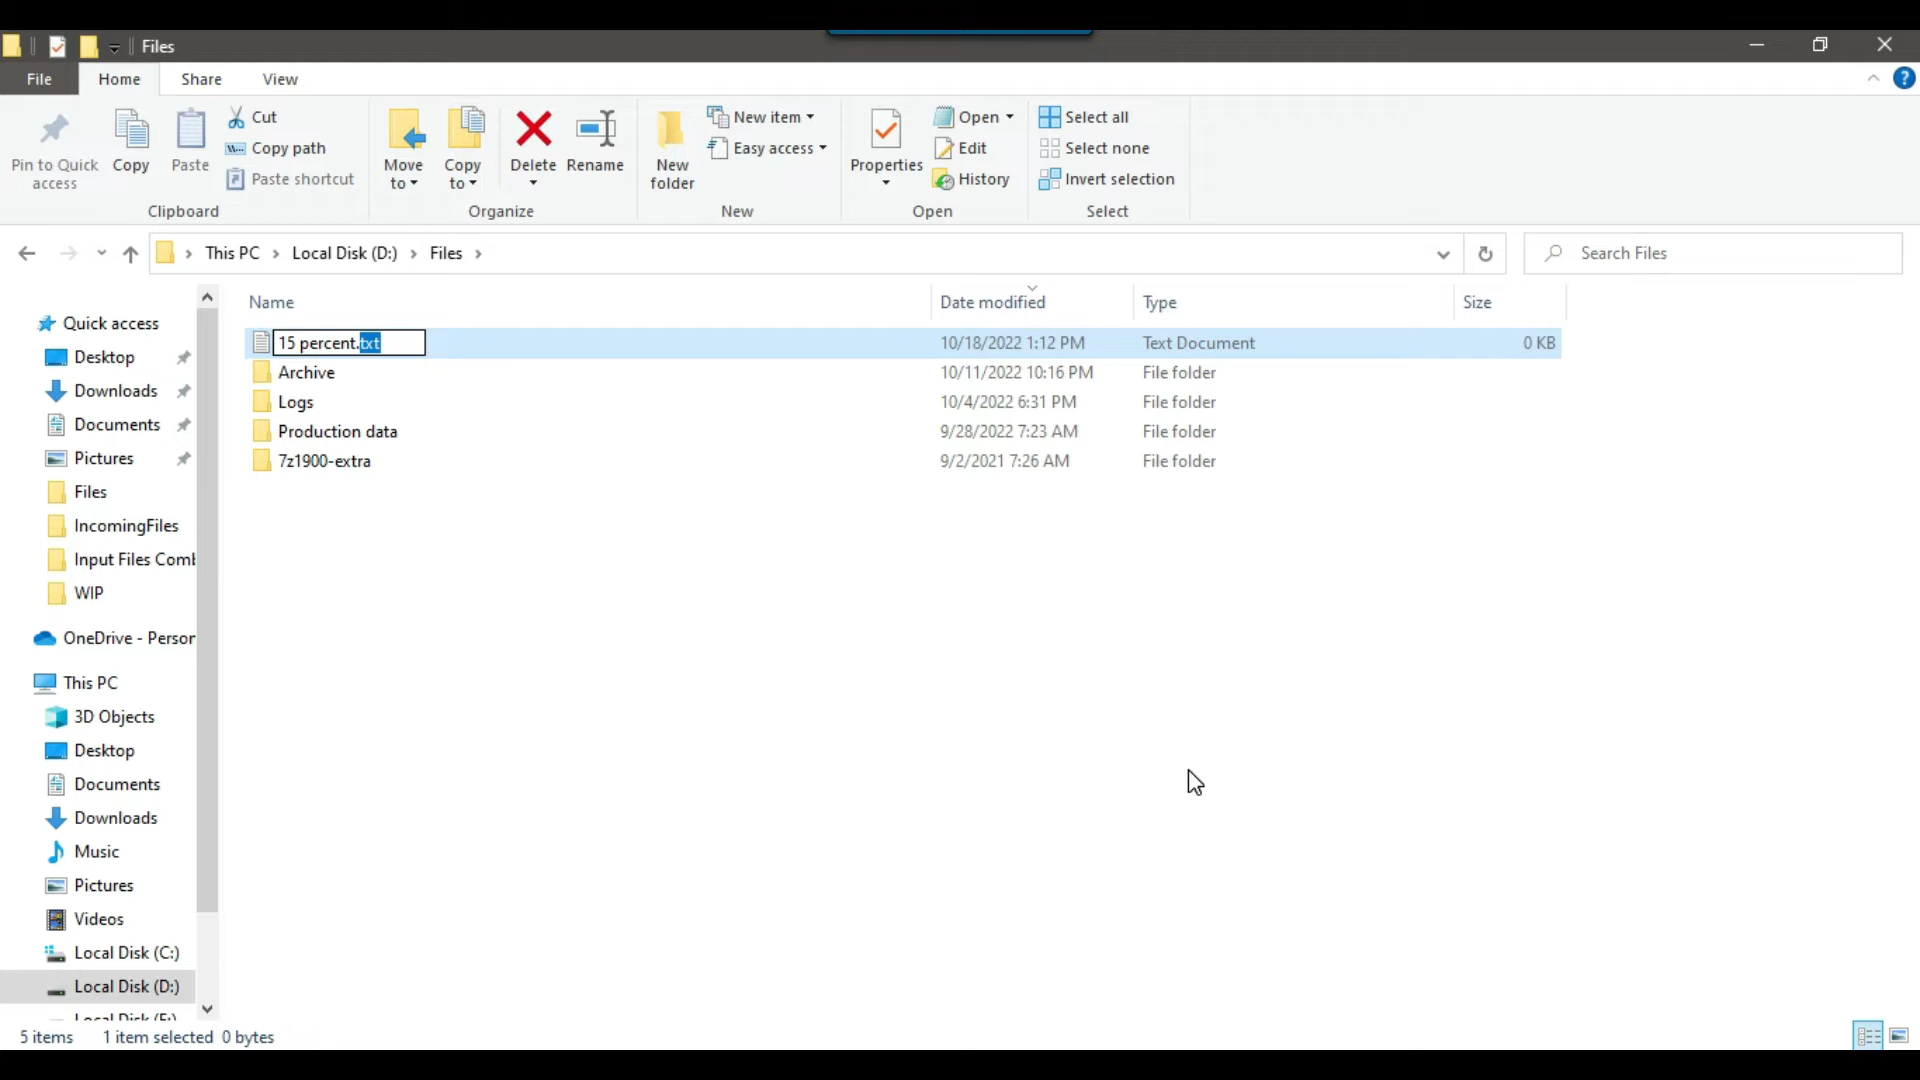 Files
File
Home
Share
View
Pin to Quick
access
Copy
Paste
Cut
Copy path
Paste shortcut
Clipboard
Move
to
Copy
to
Delete
Rename
Organize
New
folder
New item
Easy access
New
Properties
Open
Edit
History
Open
Select all
Select none
Invert selection
Select
This PC
Local Disk (D:)
Files
Search Files
Name
Date modified
Type
Size
15 percent.txt
10/18/2022 1:12 PM
Text Document
0 KB
Archive
10/11/2022 10:16 PM
File folder
Logs
10/4/2022 6:31 PM
File folder
Production data
9/28/2022 7:23 AM
File folder
7z1900-extra
9/2/2021 7:26 AM
File folder
Quick access
Desktop
Downloads
Documents
Pictures
Files
IncomingFiles
Input Files Comb
WIP
OneDrive - Person
This PC
3D Objects
Desktop
Documents
Downloads
Music
Pictures
Videos
Local Disk (C:)
Local Disk (D:)
Local Disk
5 items
1 item selected
0 bytes